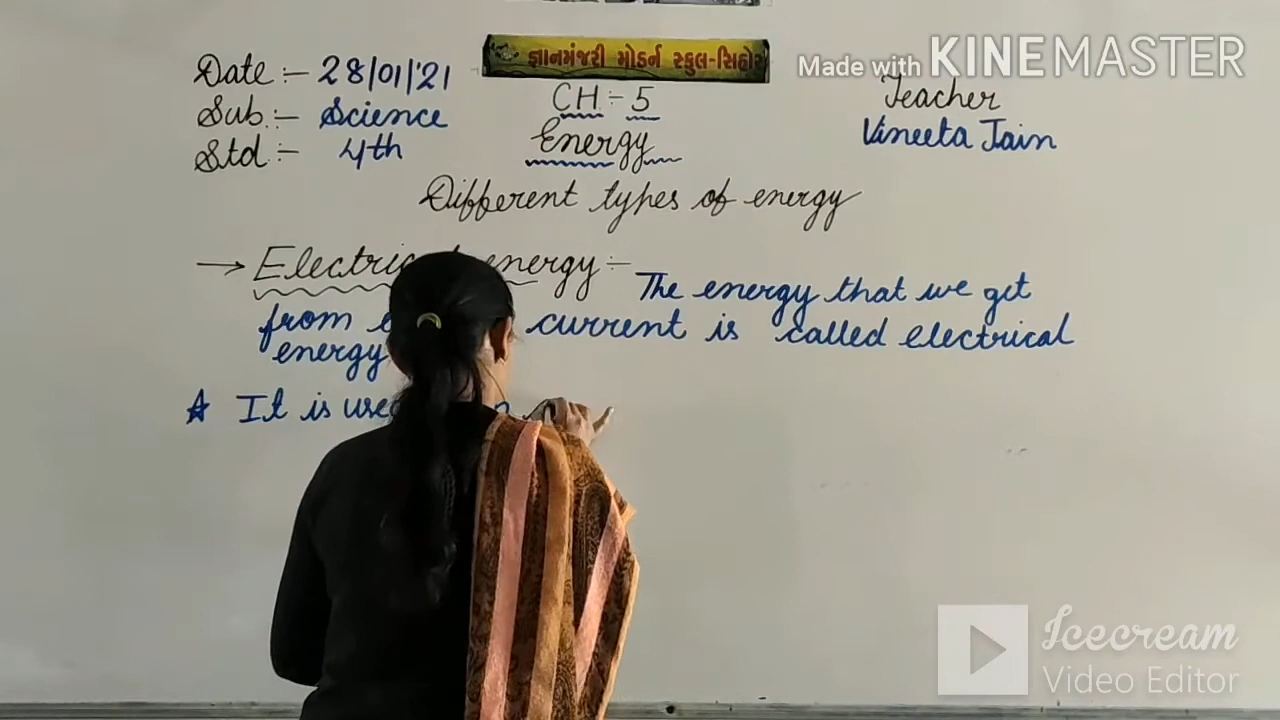 જ્ઞાનમંજરી મોડર્ન સ્કુલ-સિહોર
Made with KINEMASTER
Date :- 28/01/'21
CH :- 5
Teacher
Sub :- Science
Energy
Vineeta Jain
Std :- 4th
Different types of energy
→ Electrical energy :- The energy that we get
from current is called electrical
energy
☆ It is used
Icecream
Video Editor